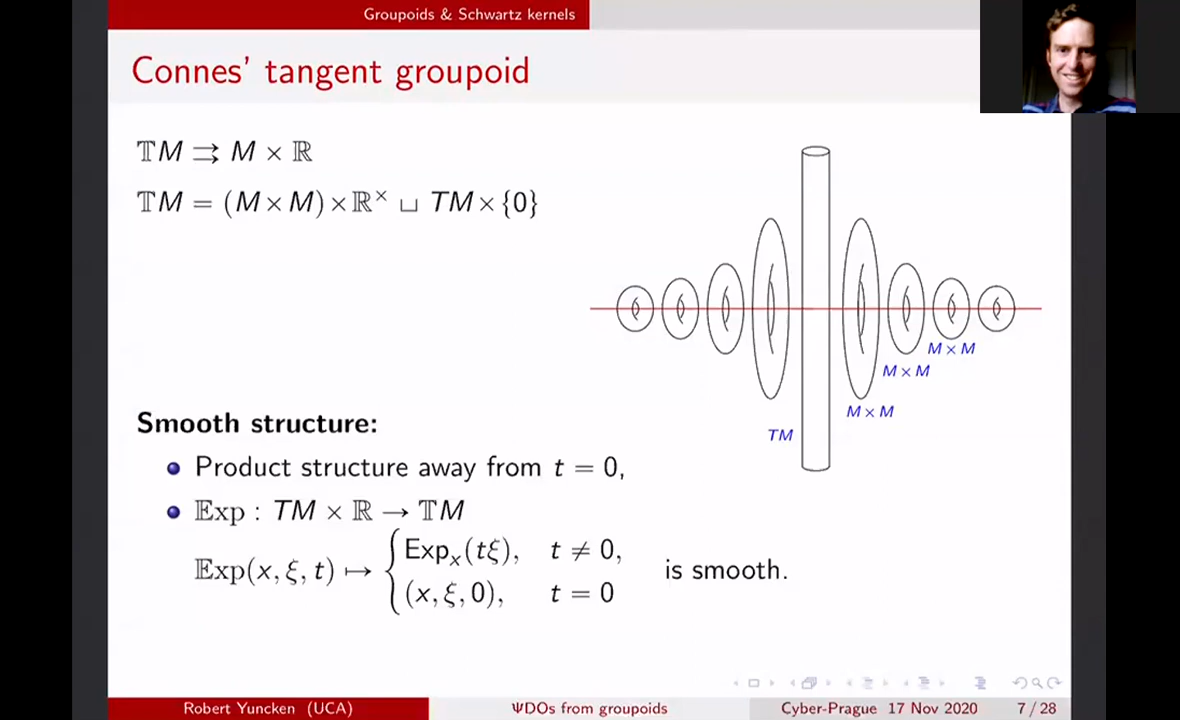 Groupoids & Schwartz kernels
Connes' tangent groupoid
𝕋M ⇉ M × ℝ
𝕋M = (M × M) × ℝ× ⊔ TM × {0}
M × M
M × M
M × M
TM
Smooth structure:
Product structure away from t = 0,
𝔼xp : TM × ℝ → 𝕋M
𝔼xp(x, ξ, t) ↦ { Expₓ(tξ), t ≠ 0,
(x, ξ, 0), t = 0
is smooth.
Robert Yuncken (UCA) ΨDOs from groupoids Cyber-Prague 17 Nov 2020 7 / 28